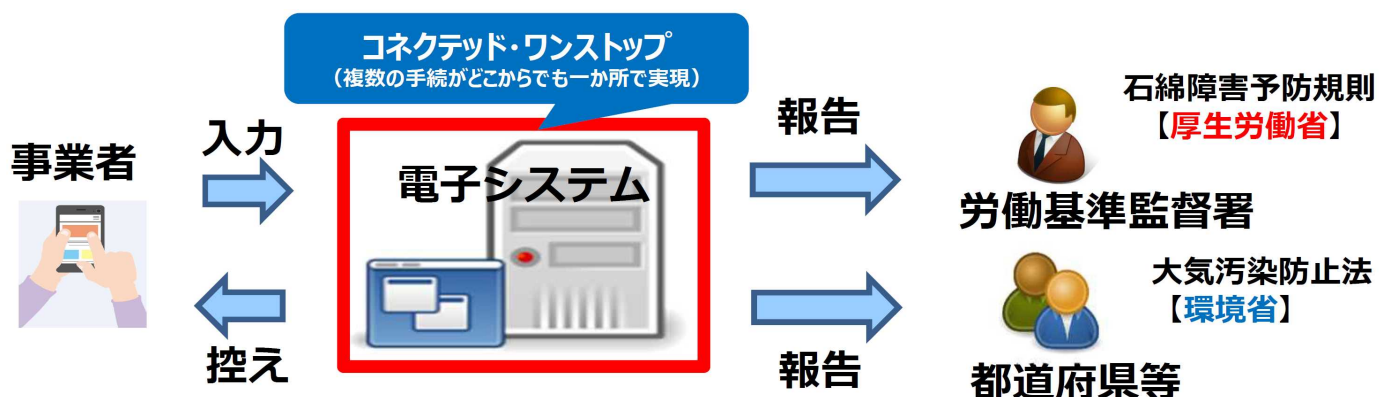 コネクテッド・ワンストップ
（複数の手続がどこからでも一か所で実現）
事業者
入力
控え
電子システム
報告
報告
石綿障害予防規則
【厚生労働省】
労働基準監督署
大気汚染防止法
【環境省】
都道府県等